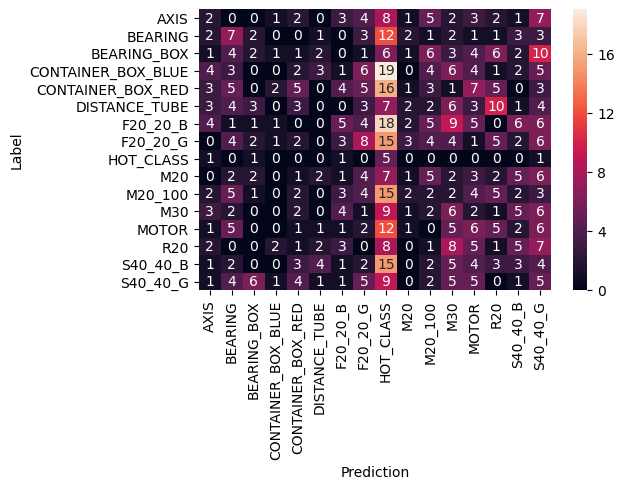 Label
AXIS 2 0 0 1 2 0 3 4 8 1 5 2 3 2 1 7
BEARING 2 7 2 0 0 1 0 3 12 2 1 2 1 1 3 3
BEARING_BOX 1 4 2 1 1 2 0 1 6 1 6 3 4 6 2 10
CONTAINER_BOX_BLUE 4 3 0 0 2 3 1 6 19 0 4 6 4 1 2 5
CONTAINER_BOX_RED 3 5 0 2 5 0 4 5 16 1 3 1 7 5 0 3
DISTANCE_TUBE 3 4 3 0 3 0 0 3 7 2 2 6 3 10 1 4
F20_20_B 4 1 1 1 0 0 5 4 18 2 5 9 5 0 6 6
F20_20_G 0 4 2 1 2 0 3 8 15 3 4 4 1 5 2 6
HOT_CLASS 1 0 1 0 0 0 1 0 5 0 0 0 0 0 0 1
M20 0 2 2 0 1 2 1 4 7 1 5 2 3 2 5 6
M20_100 2 5 1 0 2 0 3 4 15 2 2 2 4 5 2 3
M30 3 2 0 0 2 0 4 1 9 1 2 6 2 1 5 6
MOTOR 1 5 0 0 1 1 1 2 12 1 0 5 6 5 2 6
R20 2 0 0 2 1 2 3 0 8 0 1 8 5 1 5 7
S40_40_B 1 2 0 0 3 4 1 2 15 0 2 5 4 3 3 4
S40_40_G 1 4 6 1 4 1 1 5 9 0 2 5 5 0 1 5
AXIS
BEARING
BEARING_BOX
CONTAINER_BOX_BLUE
CONTAINER_BOX_RED
DISTANCE_TUBE
F20_20_B
F20_20_G
HOT_CLASS
M20
M20_100
M30
MOTOR
R20
S40_40_B
S40_40_G
Prediction
16
12
8
4
0